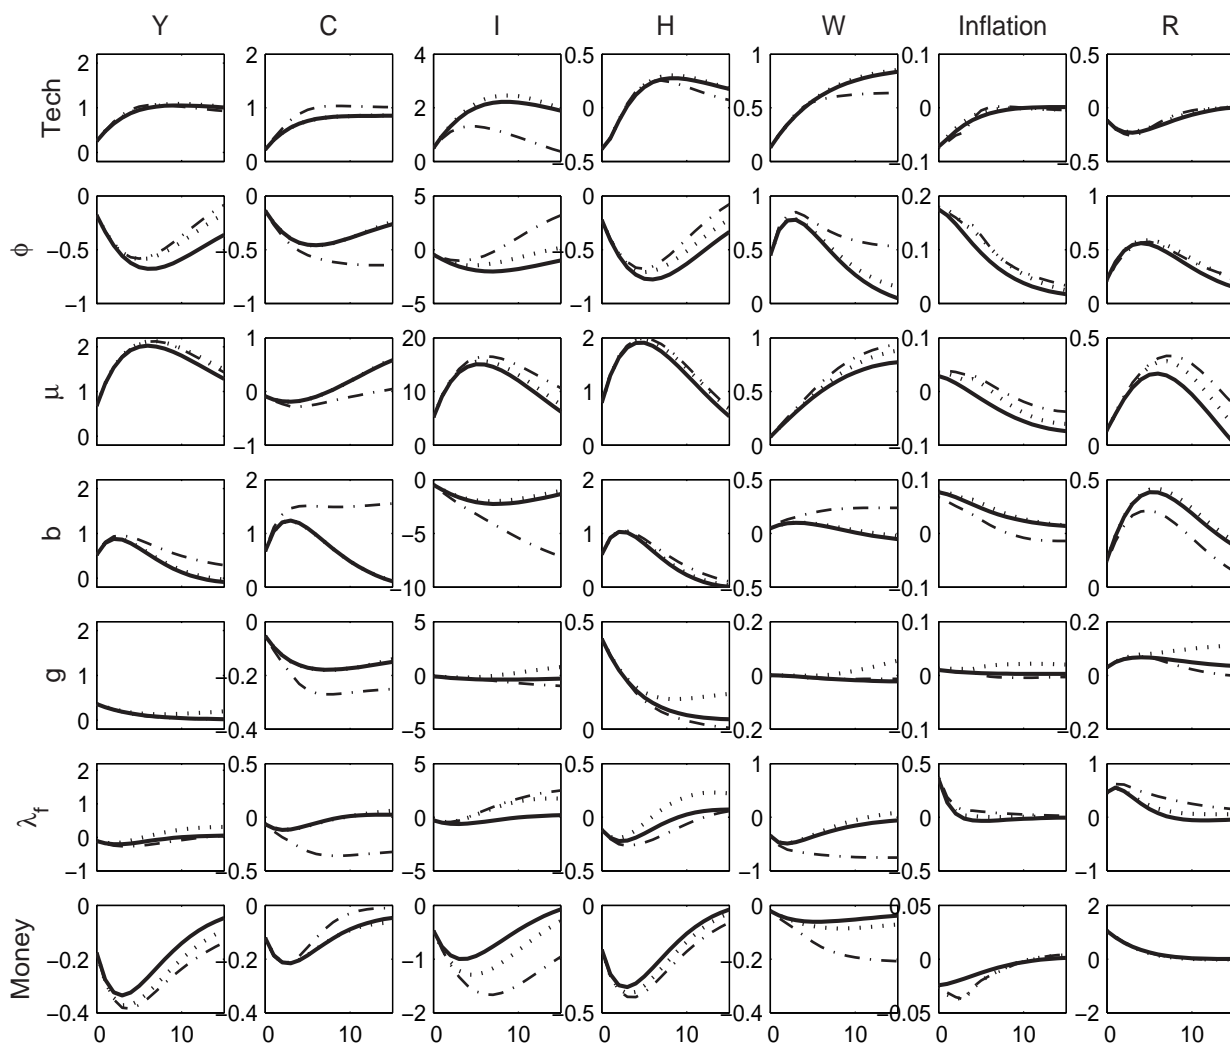 Y C I H W Inflation R
2 2 4 0.5 1 0.1 0.5
Tech 1 1 2 0 0.5 0 0
0 0 0 −0.5 0 −0.1 −0.5
0 0 5 0 1 0.2 1
ϕ −0.5 −0.5 0 −0.5 0.5 0.1 0.5
−1 −1 −5 −1 0 0 0
2 1 20 2 1 0.1 0.5
μ 1 0 10 1 0.5 0
0 −1 0 0 0 −0.1 0
2 2 0 2 0.5 0.1 0.5
b 1 1 −5 1 0 0
0 0 −10 0 −0.5 −0.1 0
2 0 5 0.5 0.2 0.1 0.2
g 1 −0.2 0 0 0 0
0 −0.4 −5 0 −0.2 −0.1 −0.2
2 0.5 5 0.5 1 0.5 1
λf 1 0 0 0 0 0 0
0
−1 −0.5 −5 −0.5 −1 −0.5 −1
0 0 0 0 0 0.05 2
Money −0.2 −0.2 −1 −0.2 −0.2 0 0
−0.4 −0.4 −2 −0.4 −0.4 −0.05 −2
0 10 0 10 0 10 0 10 0 10 0 10 0 10